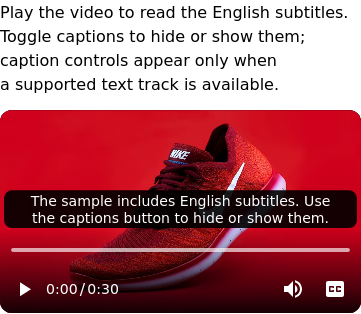 Play the video to read the English subtitles.
Toggle captions to hide or show them;
caption controls appear only when
a supported text track is available.
NIKE
The sample includes English subtitles. Use
the captions button to hide or show them.
0:00/0:30
CC